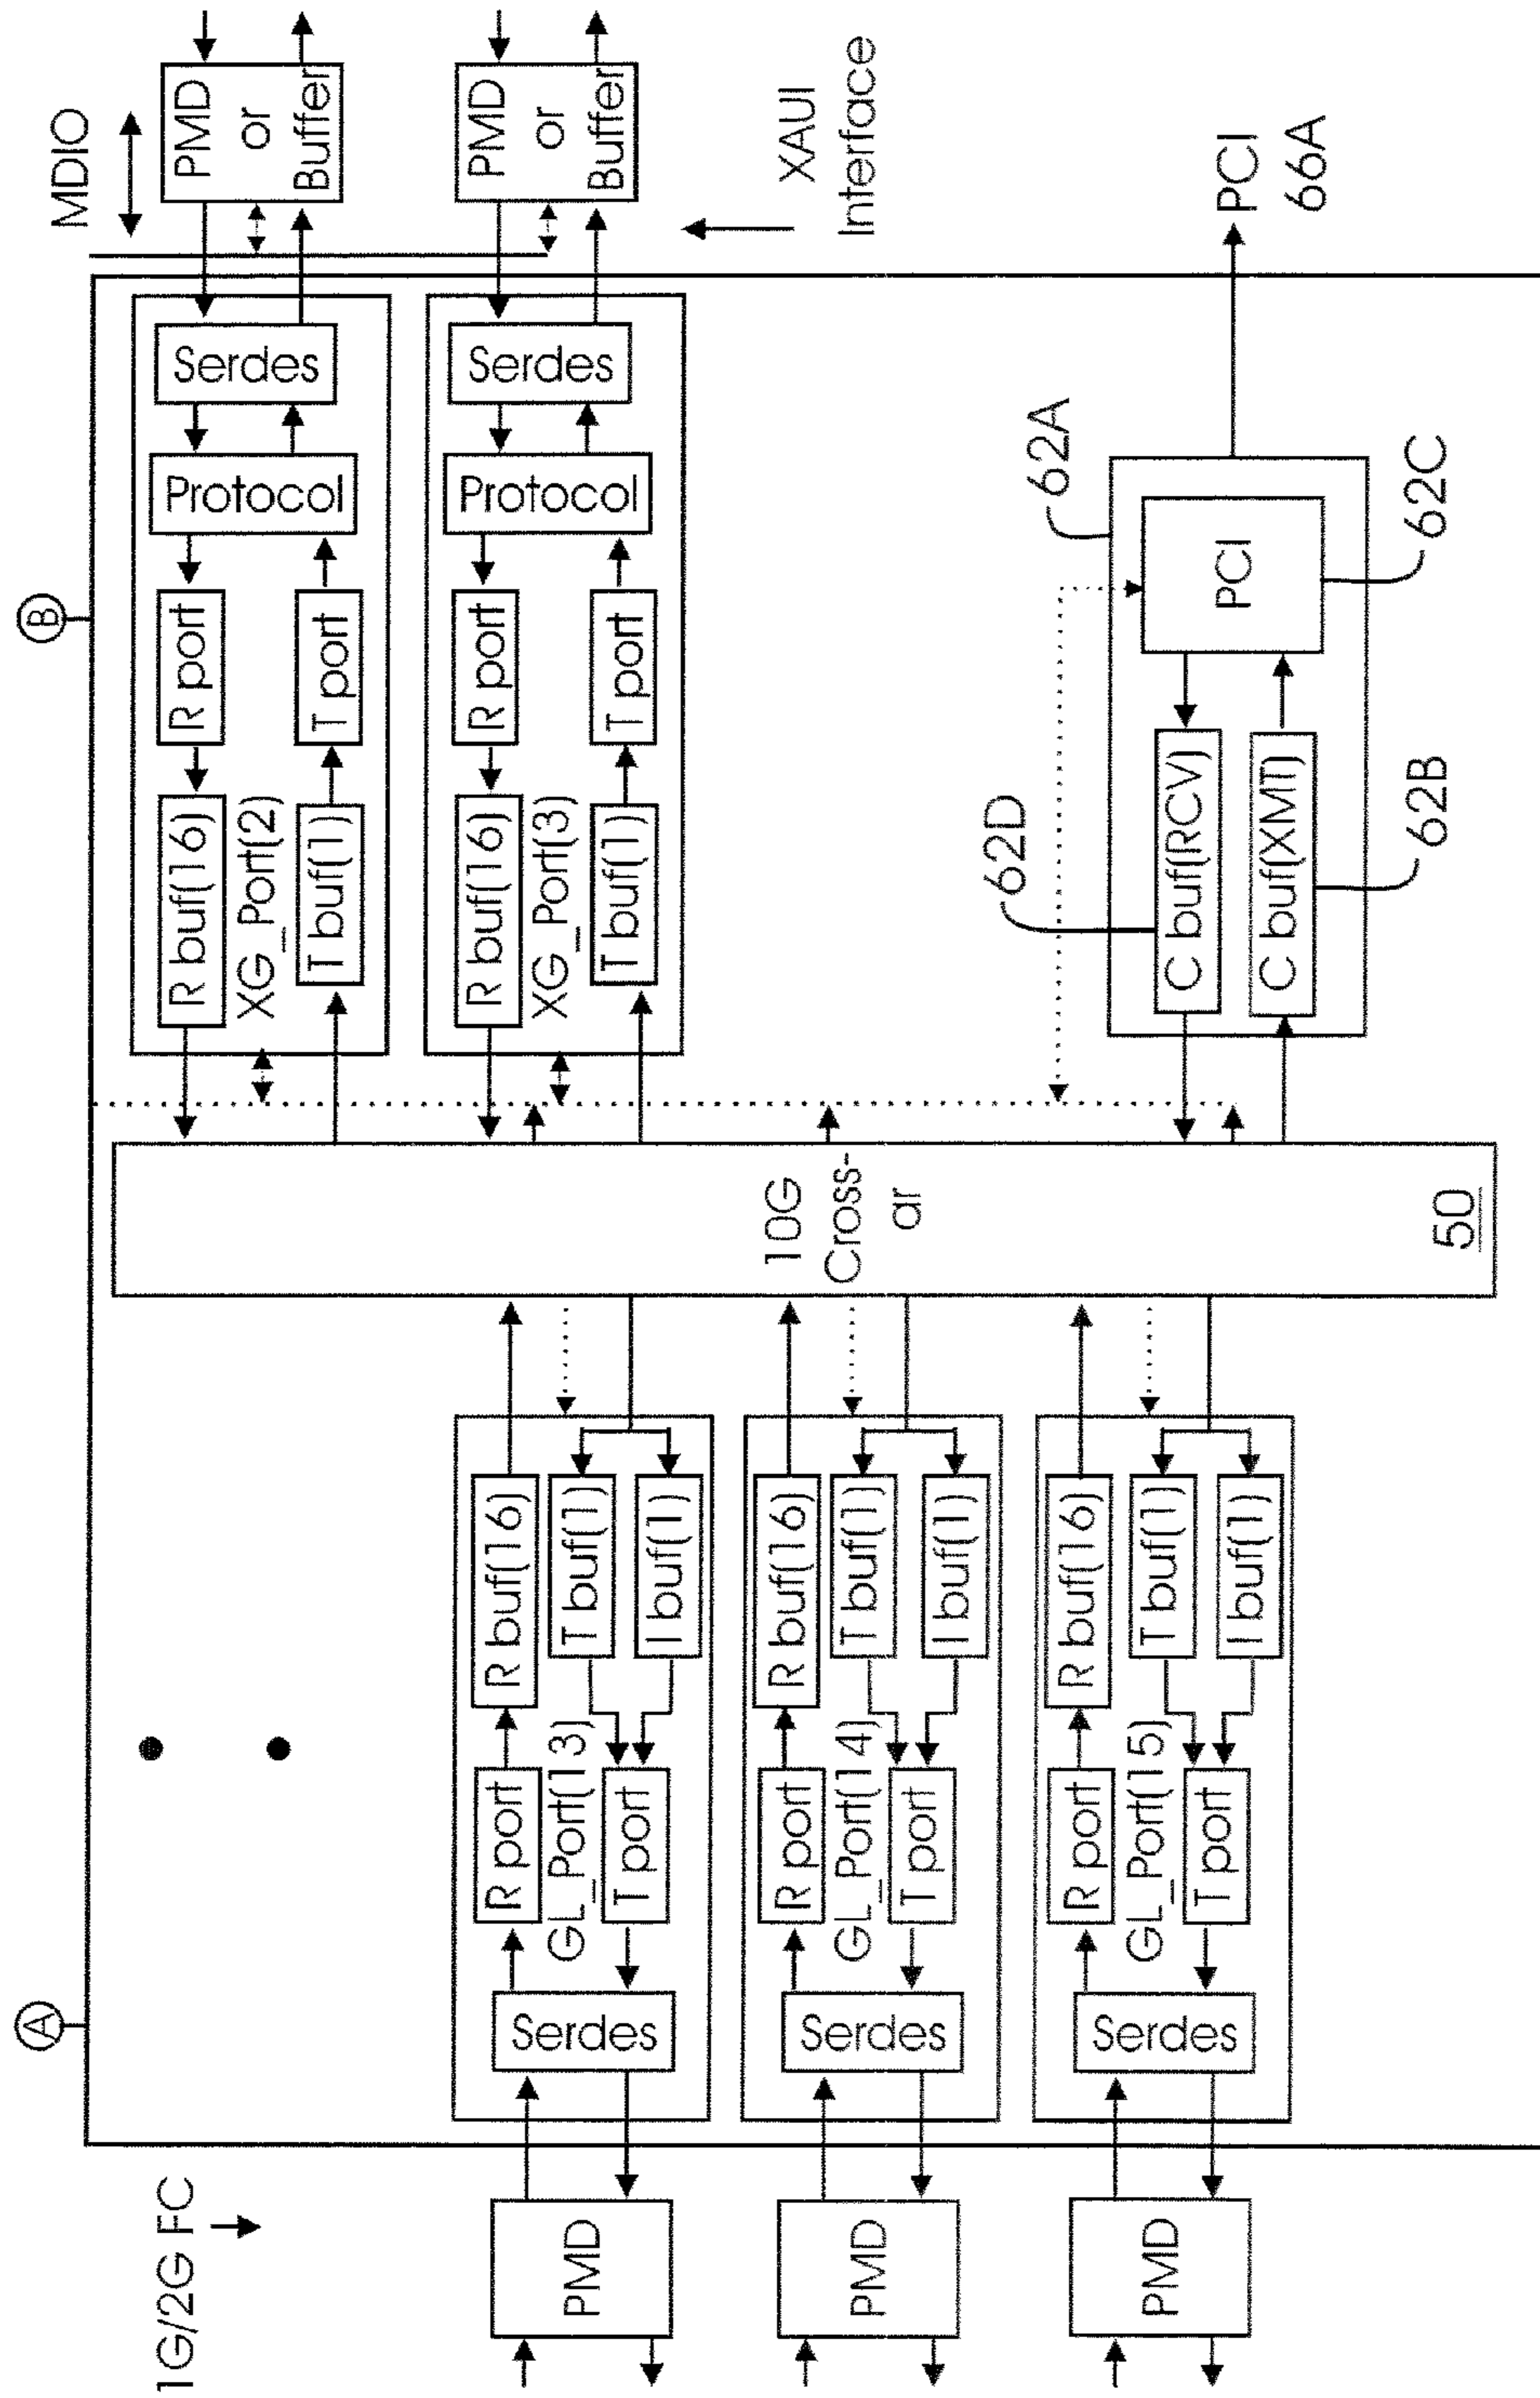 A
B
1G/2G FC
MDIO
PMD
Serdes
R port
R buf(16)
GL_Port(13)
T port
T buf(1)
I buf(1)
PMD
Serdes
R port
R buf(16)
GL_Port(14)
T port
T buf(1)
I buf(1)
PMD
Serdes
R port
R buf(16)
GL_Port(15)
T port
T buf(1)
I buf(1)
10G
Cross-
ar
50
R buf(16)
R port
XG_Port(2)
T buf(1)
T port
Protocol
Serdes
PMD
or
Buffer
R buf(16)
R port
XG_Port(3)
T buf(1)
T port
Protocol
Serdes
PMD
or
Buffer
XAUI
Interface
62D
62A
C buf(RCV)
C buf(XMT)
PCI
62B
62C
PCI
66A